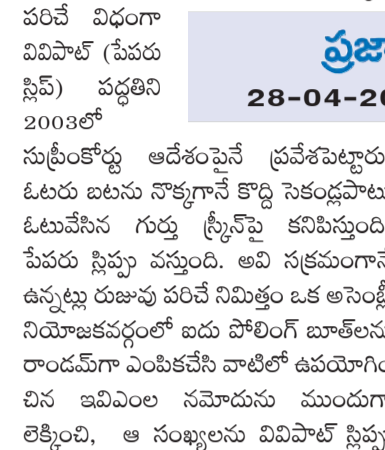 పరిచే విధంగా
వివిపాట్ (పేపరు
స్లిప్) పద్ధతిని
2003లో
ప్రజా
28-04-20
సుప్రీంకోర్టు ఆదేశంపైనే ప్రవేశపెట్టారు
ఓటరు బటను నొక్కగానే కొద్ది సెకండ్లపాటు
ఓటువేసిన గుర్తు స్క్రీన్‌పై కనిపిస్తుంది
పేపరు స్లిప్పు వస్తుంది. అవి సక్రమంగానే
ఉన్నట్లు రుజువు పరిచే నిమిత్తం ఒక అసెంబ్లీ
నియోజకవర్గంలో ఐదు పోలింగ్ బూత్‌లను
రాండమ్‌గా ఎంపికచేసి వాటిలో ఉపయోగిం
చిన ఇవిఎంల నమోదును ముందుగా
లెక్కించి, ఆ సంఖ్యలను వివిపాట్ స్లిప్పు